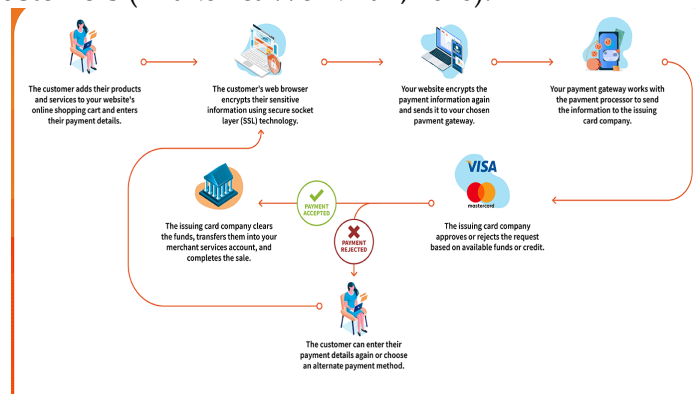 The customer adds their products
and services to your website's
online shopping cart and enters
their payment details.
The customer's web browser
encrypts their sensitive
information using secure socket
layer (SSL) technology.
Your website encrypts the
payment information again
and sends it to your chosen
payment gateway.
Your payment gateway works with
the payment processor to send
the information to the issuing
card company.
VISA
mastercard
The issuing card company
approves or rejects the request
based on available funds or credit.
PAYMENT
ACCEPTED
PAYMENT
REJECTED
The issuing card company clears
the funds, transfers them into your
merchant services account, and
completes the sale.
The customer can enter their
payment details again or choose
an alternate payment method.